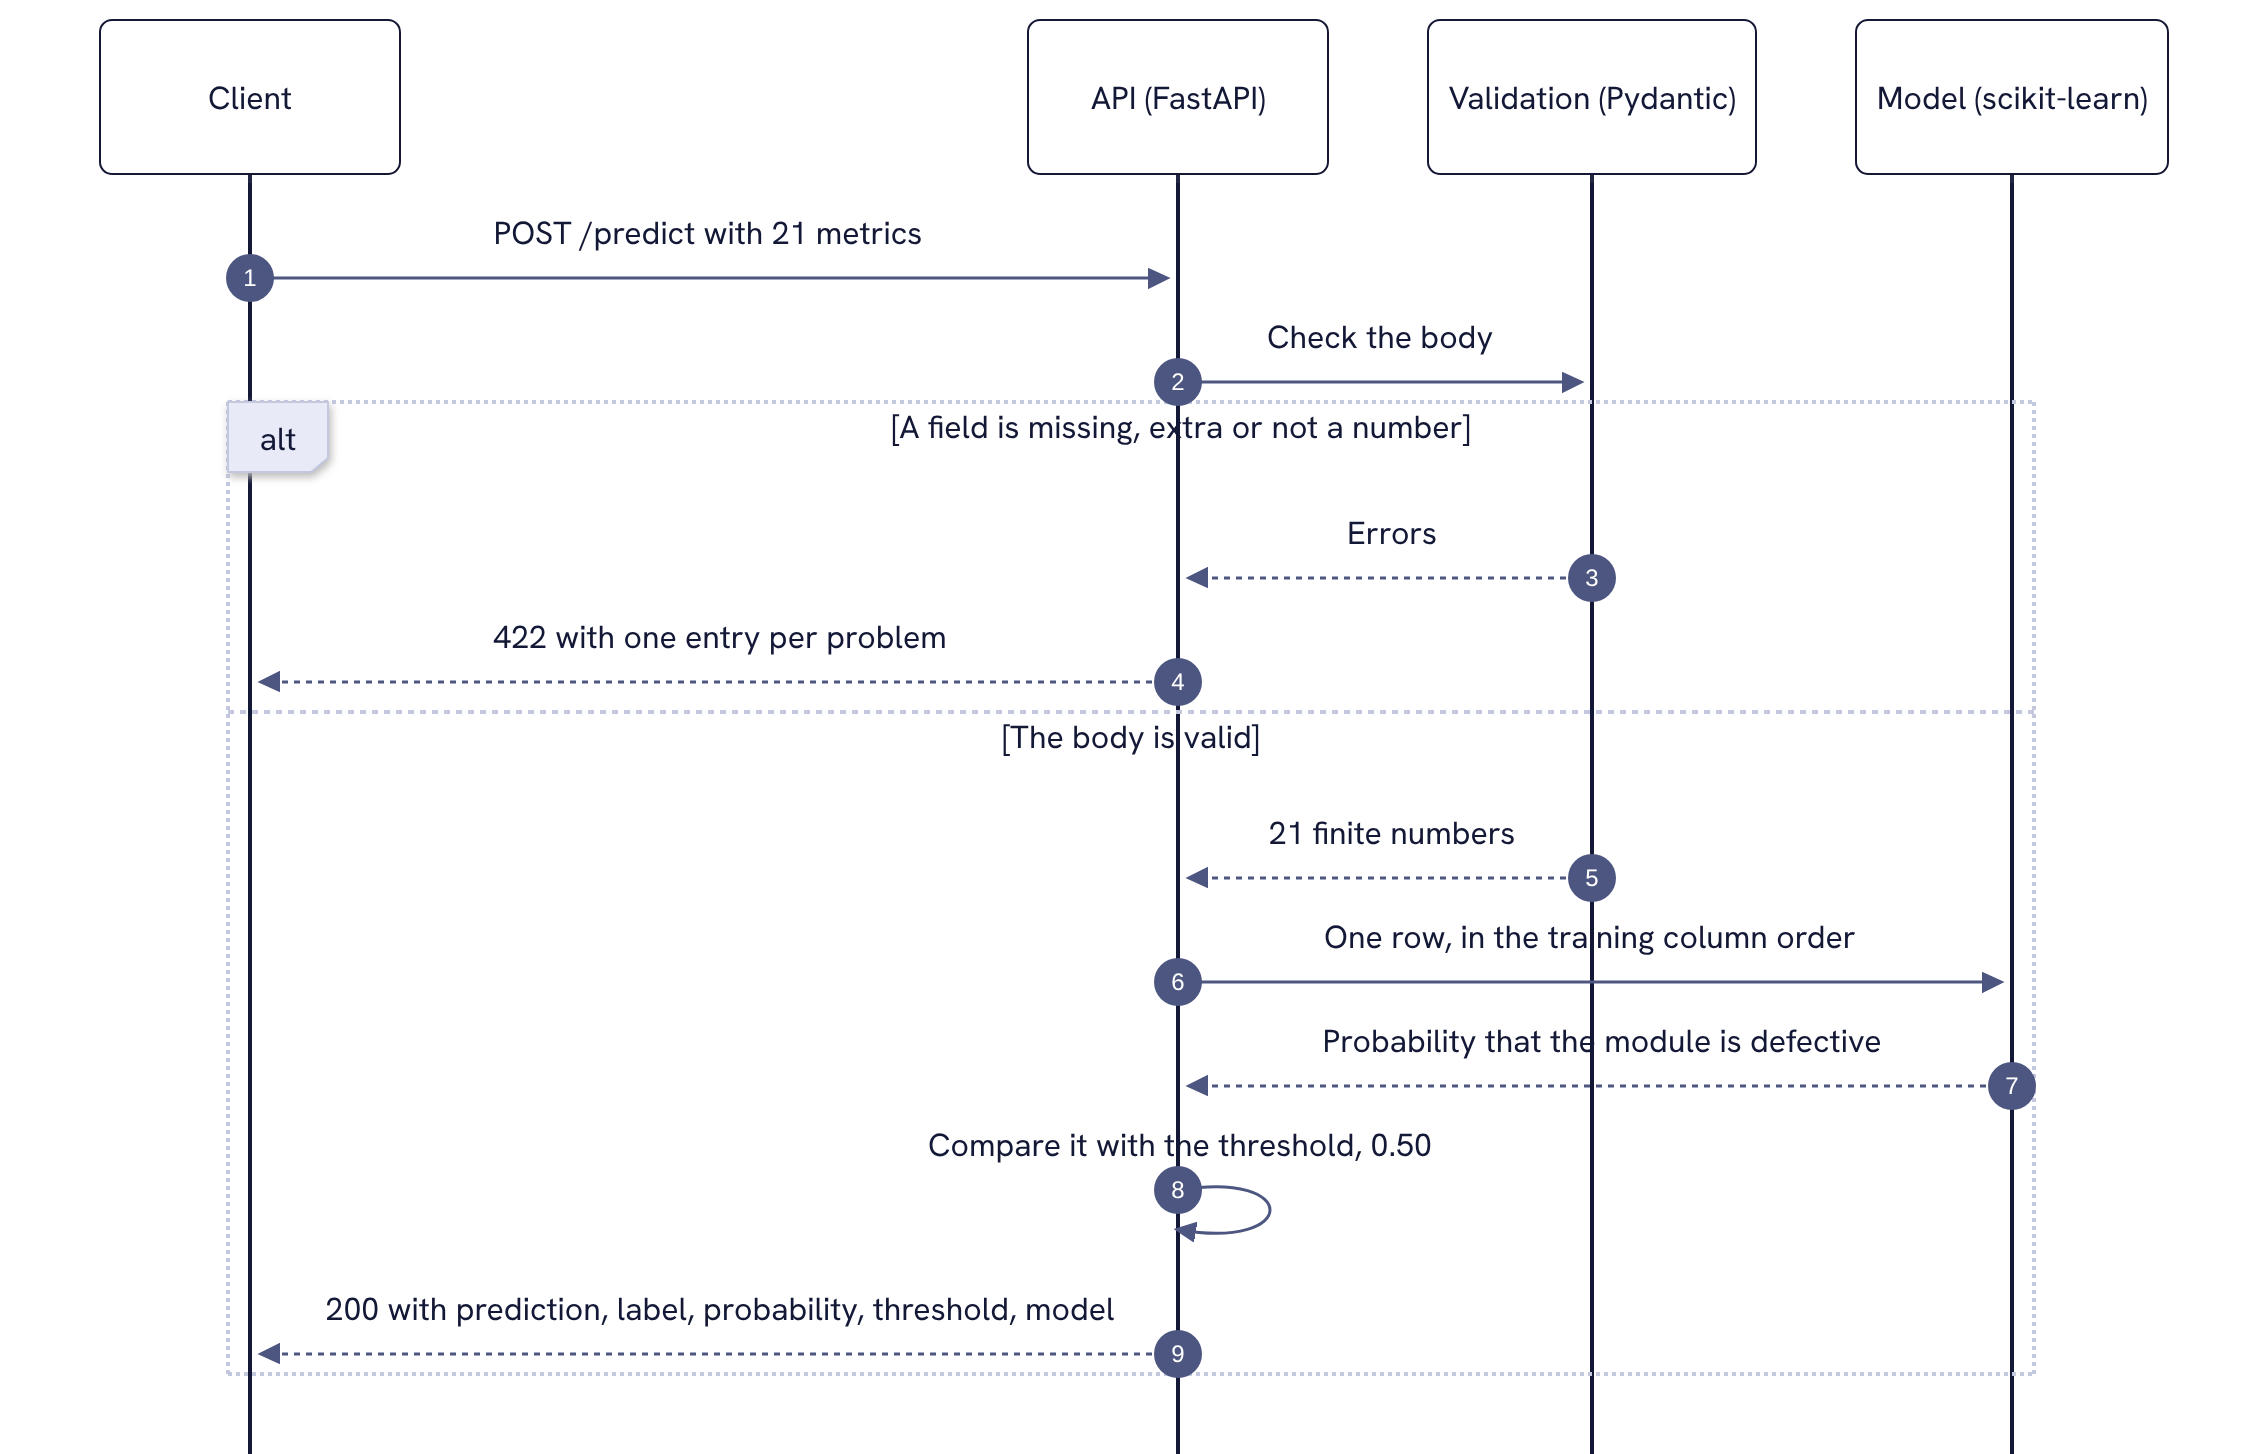 Client
API (FastAPI)
Validation (Pydantic)
Model (scikit-learn)
POST /predict with 21 metrics
1
Check the body
2
alt
[A field is missing, extra or not a number]
Errors
3
422 with one entry per problem
4
[The body is valid]
21 finite numbers
5
One row, in the training column order
6
Probability that the module is defective
7
Compare it with the threshold, 0.50
8
200 with prediction, label, probability, threshold, model
9